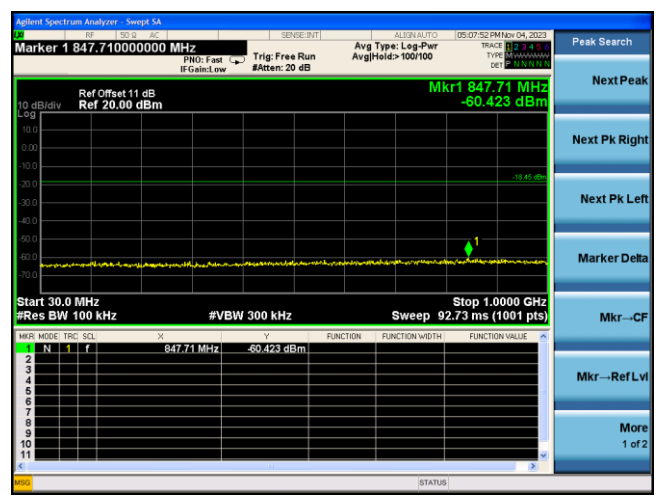 Agilent Spectrum Analyzer - Swept SA
RF 50 Ω AC SENSE:INT ALIGNAUTO 05:07:52 PM Nov 04, 2023
Marker 1 847.710000000 MHz
PNO: Fast
IFGain:Low
Trig: Free Run
#Atten: 20 dB
Avg Type: Log-Pwr
Avg|Hold:> 100/100
TRACE 1 2 3 4 5 6
TYPE
DET P N N N N N
Peak Search
Next Peak
Next Pk Right
Next Pk Left
Marker Delta
Mkr→CF
Mkr→Ref Lvl
More
1 of 2
Mkr1 847.71 MHz
-60.423 dBm
Ref Offset 11 dB
10 dB/div Ref 20.00 dBm
Log
10.0
0.00
-10.0
-20.0
-30.0
-40.0
-50.0
-60.0
-70.0
1
Start 30.0 MHz Stop 1.0000 GHz
#Res BW 100 kHz #VBW 300 kHz Sweep 92.73 ms (1001 pts)
MKR MODE TRC SCL X Y FUNCTION FUNCTION WIDTH FUNCTION VALUE
1 N 1 f 847.71 MHz -60.423 dBm
2
3
4
5
6
7
8
9
10
11
MSG STATUS